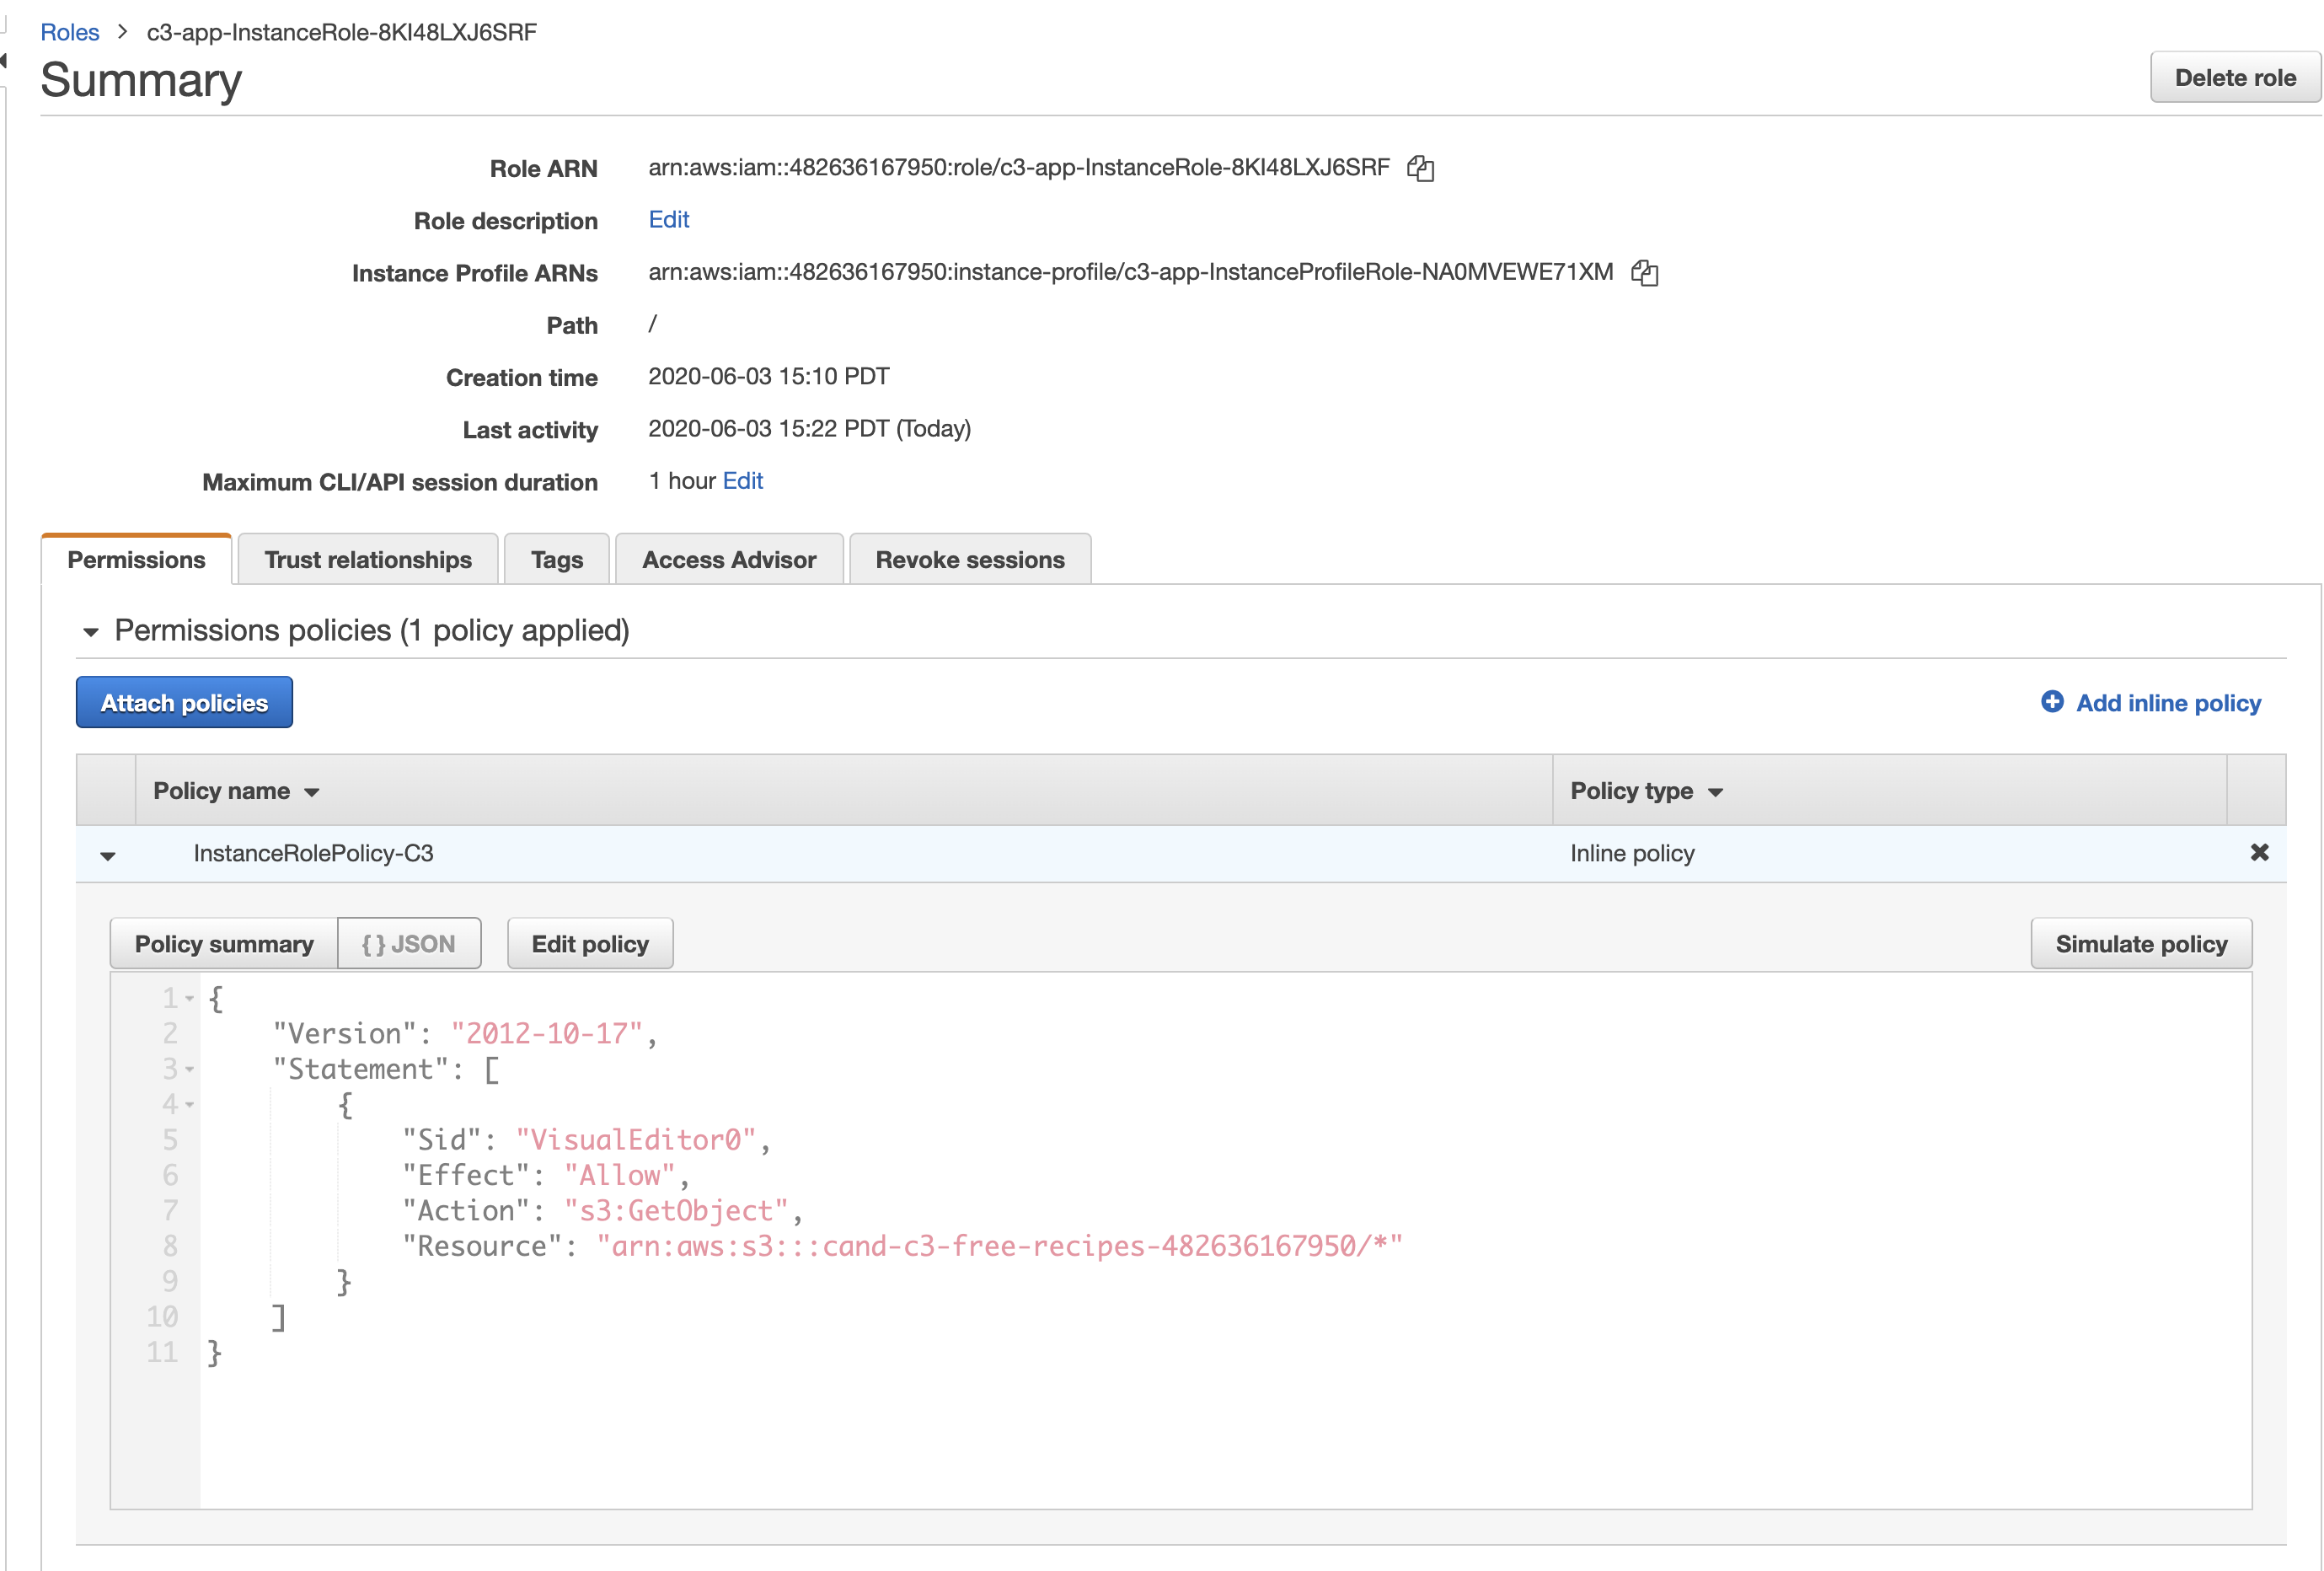 Roles > c3-app-InstanceRole-8KI48LXJ6SRF
Summary
Delete role
Role ARN arn:aws:iam::482636167950:role/c3-app-InstanceRole-8KI48LXJ6SRF
Role description Edit
Instance Profile ARNs arn:aws:iam::482636167950:instance-profile/c3-app-InstanceProfileRole-NA0MVEWE71XM
Path /
Creation time 2020-06-03 15:10 PDT
Last activity 2020-06-03 15:22 PDT (Today)
Maximum CLI/API session duration 1 hour Edit
Permissions Trust relationships Tags Access Advisor Revoke sessions
Permissions policies (1 policy applied)
Attach policies Add inline policy
Policy name Policy type
InstanceRolePolicy-C3 Inline policy
Policy summary { } JSON Edit policy Simulate policy
1 {
2 "Version": "2012-10-17",
3 "Statement": [
4 {
5 "Sid": "VisualEditor0",
6 "Effect": "Allow",
7 "Action": "s3:GetObject",
8 "Resource": "arn:aws:s3:::cand-c3-free-recipes-482636167950/*"
9 }
10 ]
11 }